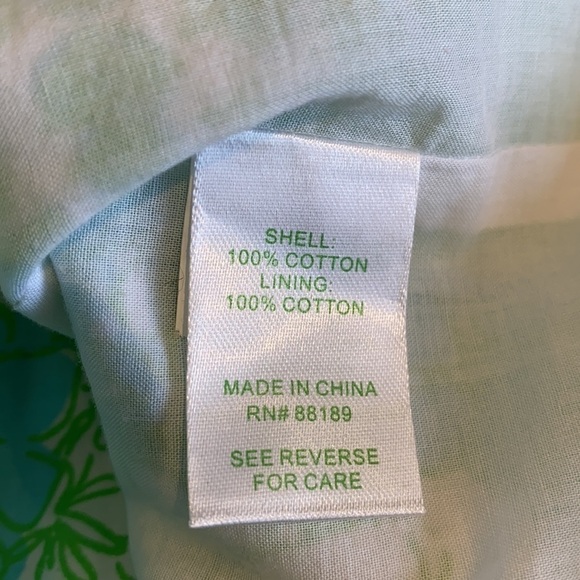 SHELL:
100% COTTON
LINING:
100% COTTON
MADE IN CHINA
RN# 88189
SEE REVERSE
FOR CARE